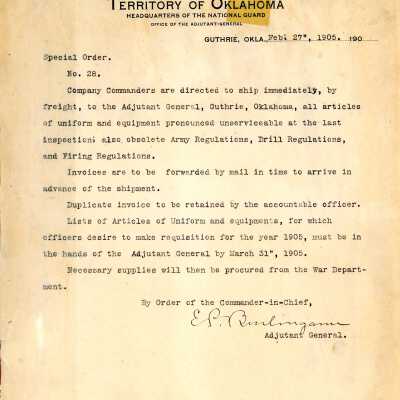 TERRITORY OF OKLAHOMA
HEADQUARTERS OF THE NATIONAL GUARD
OFFICE OF THE ADJUTANT-GENERAL
GUTHRIE, OKLA. Feb. 27", 1905. 190
Special Order.
No. 28.
Company Commanders are directed to ship immediately, by
freight, to the Adjutant General, Guthrie, Oklahoma, all articles
of uniform and equipment pronounced unserviceable at the last
inspection; also obsolete Army Regulations, Drill Regulations,
and Firing Regulations.
Invoices are to be forwarded by mail in time to arrive in
advance of the shipment.
Duplicate invoice to be retained by the accountable officer.
Lists of Articles of Uniform and equipments, for which
officers desire to make requisition for the year 1905, must be in
the hands of the Adjutant General by March 31", 1905.
Necessary supplies will then be procured from the War Depart-
ment.
By Order of the Commander-in-Chief,
E. P. Burlingame
Adjutant General.